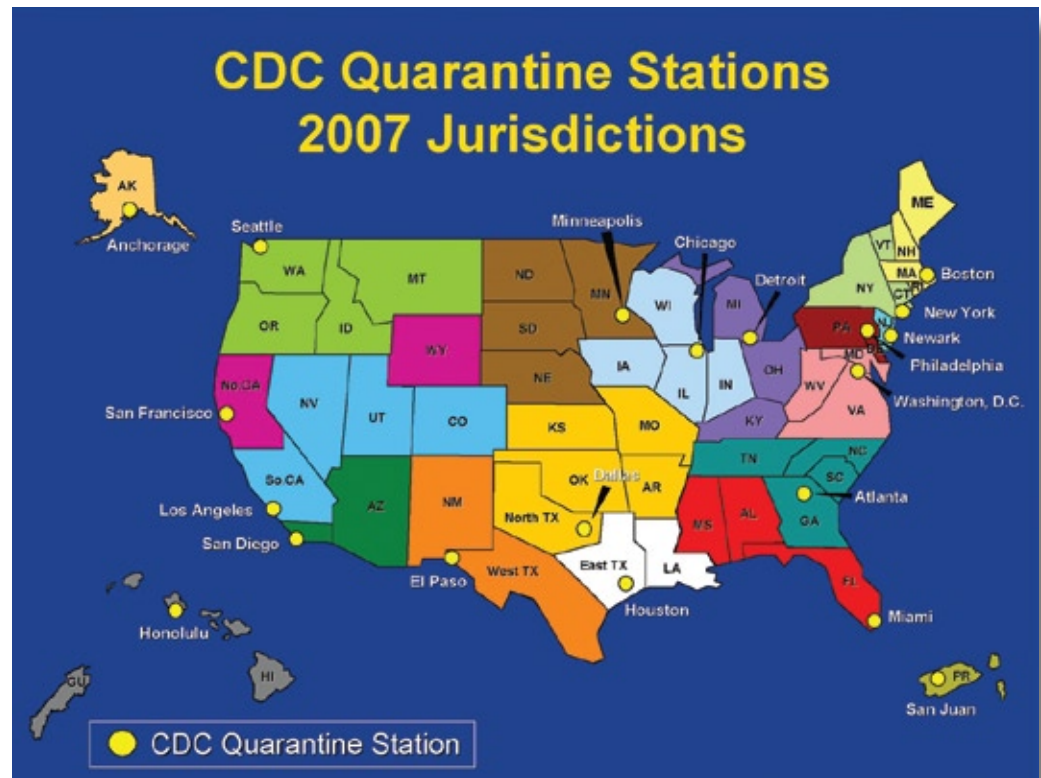 CDC Quarantine Stations
2007 Jurisdictions
AK
Anchorage
Seattle
Minneapolis
Chicago
Detroit
ME
VT
NH
MA
Boston
NY
CT
RI
New York
WA
MT
ND
MN
WI
MI
OR
ID
SD
PA
NJ
Newark
Philadelphia
WY
IA
OH
MD
DE
No.CA
NE
IL
IN
WV
VA
Washington, D.C.
San Francisco
NV
UT
CO
KS
MO
KY
So.CA
TN
NC
Los Angeles
AZ
NM
OK
Dallas
AR
SC
Atlanta
North TX
MS
AL
GA
San Diego
El Paso
West TX
East TX
LA
FL
Houston
Miami
Honolulu
GU
HI
PR
San Juan
CDC Quarantine Station